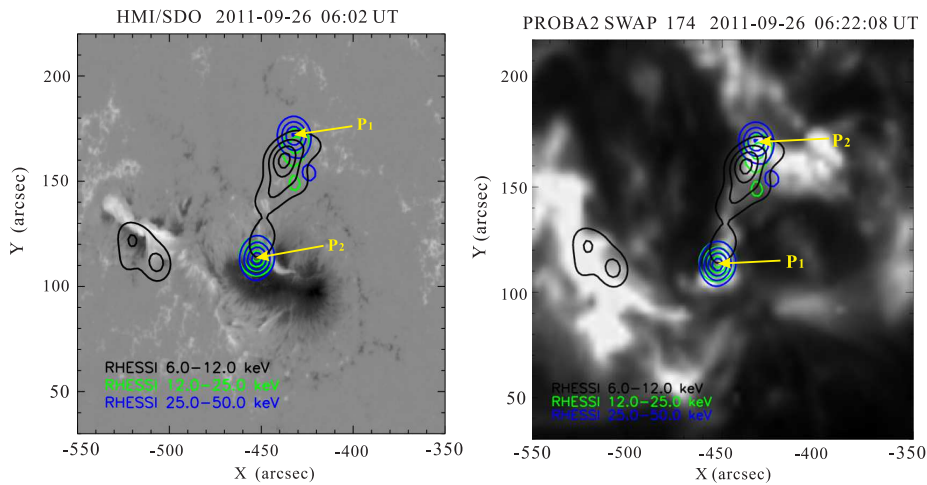 HMI/SDO 2011-09-26 06:02 UT
200
150
100
50
Y (arcsec)
P1
P2
RHESSI 6.0-12.0 keV
RHESSI 12.0-25.0 keV
RHESSI 25.0-50.0 keV
-550 -500 -450 -400 -350
X (arcsec)
PROBA2 SWAP 174 2011-09-26 06:22:08 UT
200
150
100
50
Y (arcsec)
P2
P1
RHESSI 6.0-12.0 keV
RHESSI 12.0-25.0 keV
RHESSI 25.0-50.0 keV
-550 -500 -450 -400 -350
X (arcsec)